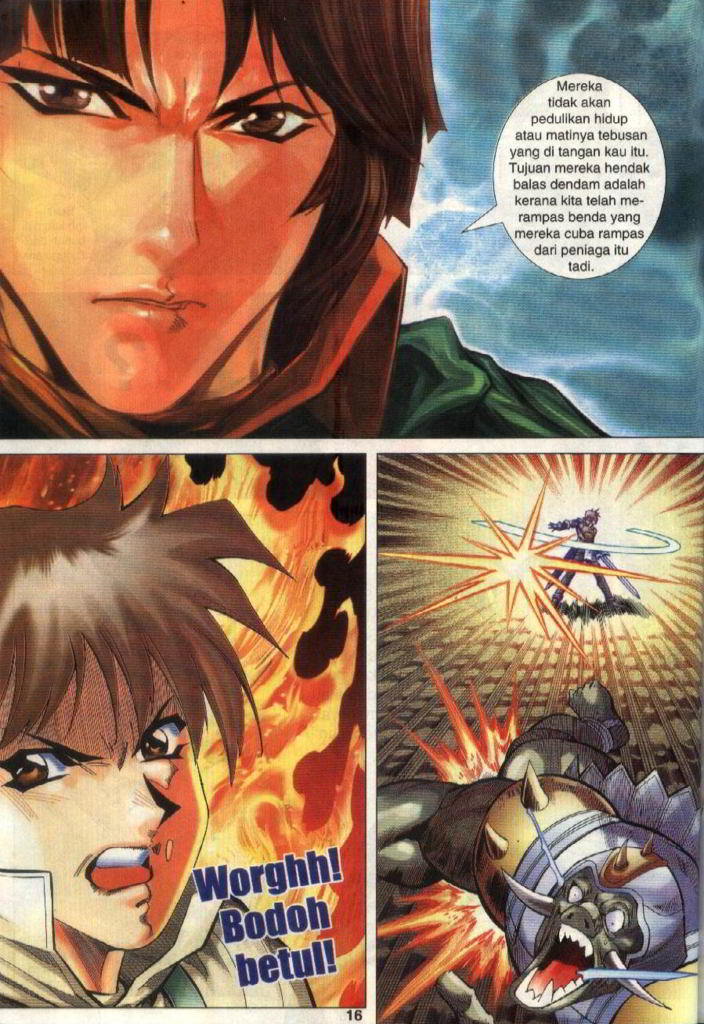 Mereka
tidak akan
pedulikan hidup
atau matinya tebusan
yang di tangan kau itu.
Tujuan mereka hendak
balas dendam adalah
kerana kita telah me-
rampas benda yang
mereka cuba rampas
dari peniaga itu
tadi.
Worghh!
Bodoh
betul!
16